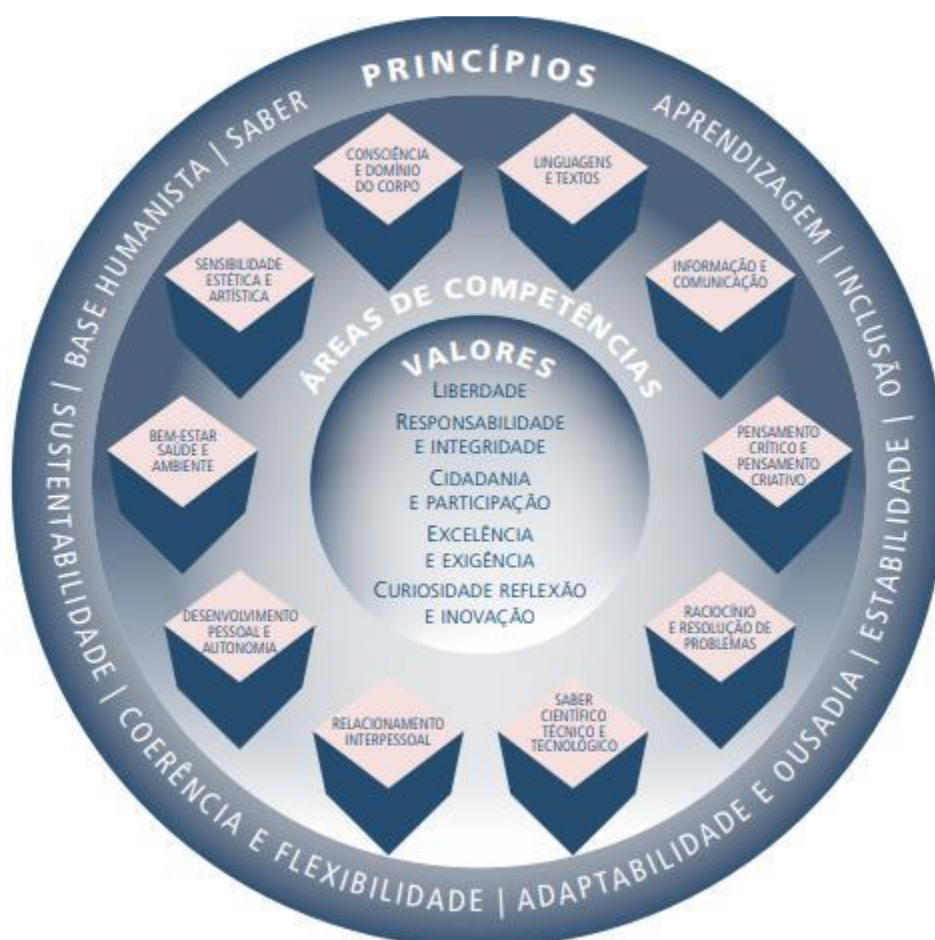 PRINCÍPIOS
APRENDIZAGEM | INCLUSÃO | ESTABILIDADE | ADAPTABILIDADE E OUSADIA | COERÊNCIA E FLEXIBILIDADE | SUSTENTABILIDADE | BASE HUMANISTA | SABER
CONSCIÊNCIA
E DOMÍNIO
DO CORPO
LINGUAGENS
E TEXTOS
SENSIBILIDADE
ESTÉTICA E
ARTÍSTICA
INFORMAÇÃO E
COMUNICAÇÃO
BEM-ESTAR
SAÚDE E
AMBIENTE
PENSAMENTO
CRÍTICO E
PENSAMENTO
CRIATIVO
DESENVOLVIMENTO
PESSOAL E
AUTONOMIA
RACIOCÍNIO
E RESOLUÇÃO DE
PROBLEMAS
RELACIONAMENTO
INTERPESSOAL
SABER
CIENTÍFICO
TÉCNICO E
TECNOLÓGICO
ÁREAS DE COMPETÊNCIAS
VALORES
LIBERDADE
RESPONSABILIDADE
E INTEGRIDADE
CIDADANIA
E PARTICIPAÇÃO
EXCELÊNCIA
E EXIGÊNCIA
CURIOSIDADE REFLEXÃO
E INOVAÇÃO